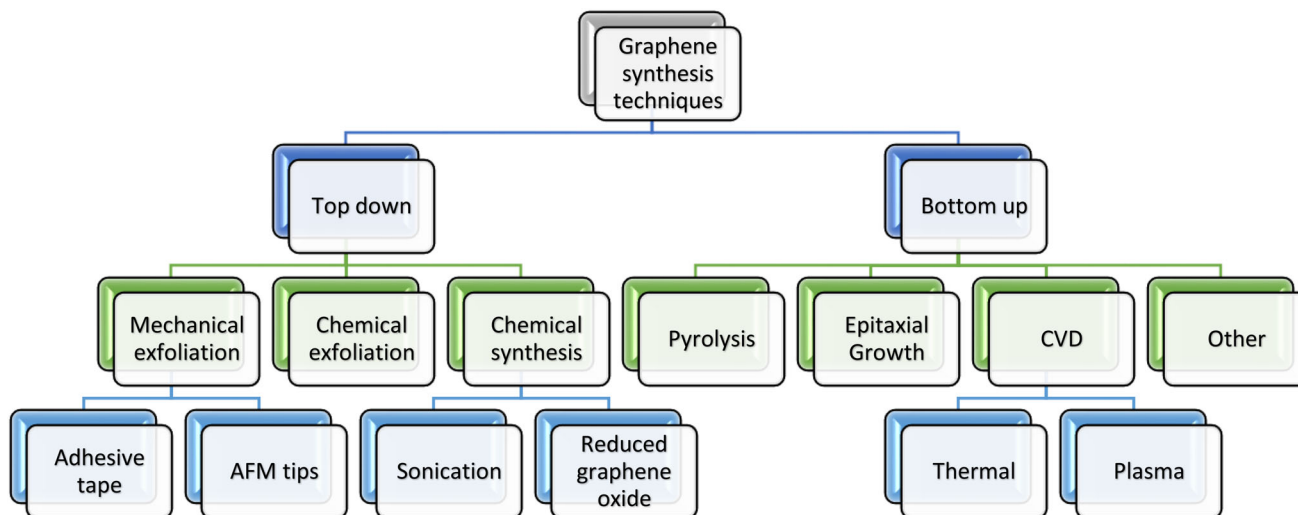 Graphene
synthesis
techniques
Top down
Bottom up
Mechanical
exfoliation
Chemical
exfoliation
Chemical
synthesis
Pyrolysis
Epitaxial
Growth
CVD
Other
Adhesive
tape
AFM tips
Sonication
Reduced
graphene
oxide
Thermal
Plasma